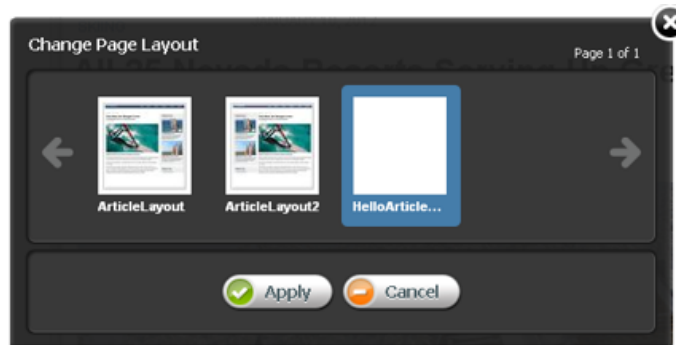 Change Page Layout
Page 1 of 1
ArticleLayout
ArticleLayout2
HelloArticle...
Apply
Cancel